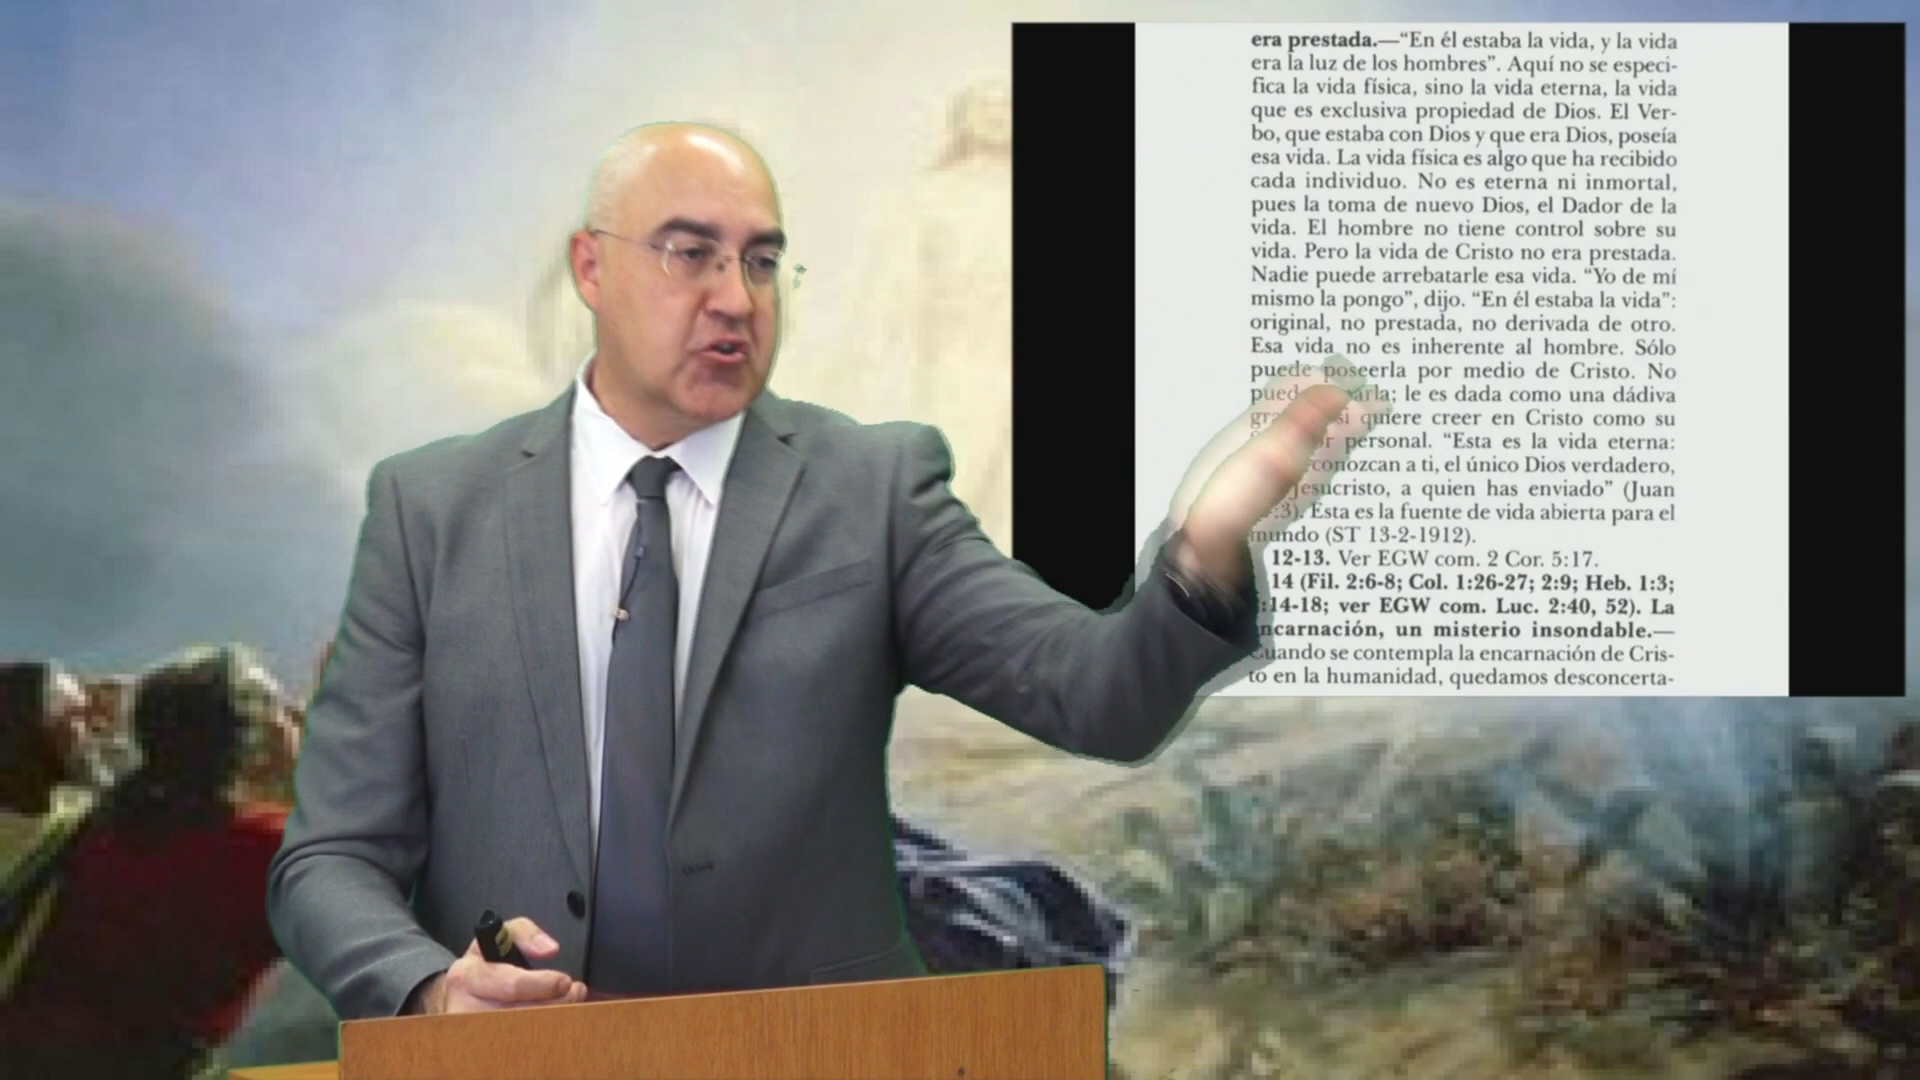 era prestada.—“En él estaba la vida, y la vida
era la luz de los hombres”. Aquí no se especi-
fica la vida física, sino la vida eterna, la vida
que es exclusiva propiedad de Dios. El Ver-
bo, que estaba con Dios y que era Dios, poseía
esa vida. La vida física es algo que ha recibido
cada individuo. No es eterna ni inmortal,
pues la toma de nuevo Dios, el Dador de la
vida. El hombre no tiene control sobre su
vida. Pero la vida de Cristo no era prestada.
Nadie puede arrebatarle esa vida. “Yo de mí
mismo la pongo”, dijo. “En él estaba la vida”:
original, no prestada, no derivada de otro.
Esa vida no es inherente al hombre. Sólo
puede poseerla por medio de Cristo. No
le es dada como una dádiva
si quiere creer en Cristo como su
personal. “Esta es la vida eterna:
conozcan a ti, el único Dios verdadero,
Jesucristo, a quien has enviado” (Juan
:3). Esta es la fuente de vida abierta para el
mundo (ST 13-2-1912).
12-13. Ver EGW com. 2 Cor. 5:17.
14 (Fil. 2:6-8; Col. 1:26-27; 2:9; Heb. 1:3;
:14-18; ver EGW com. Luc. 2:40, 52). La
encarnación, un misterio insondable.—
Cuando se contempla la encarnación de Cris-
to en la humanidad, quedamos desconcerta-